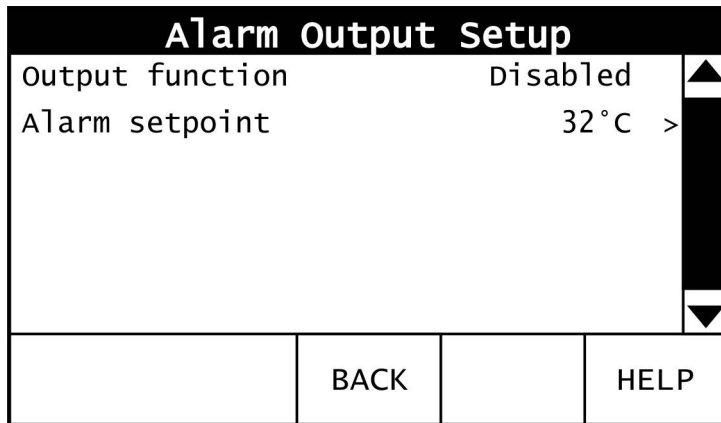 Alarm Output Setup
Output function Disabled
Alarm setpoint 32°C >
BACK HELP